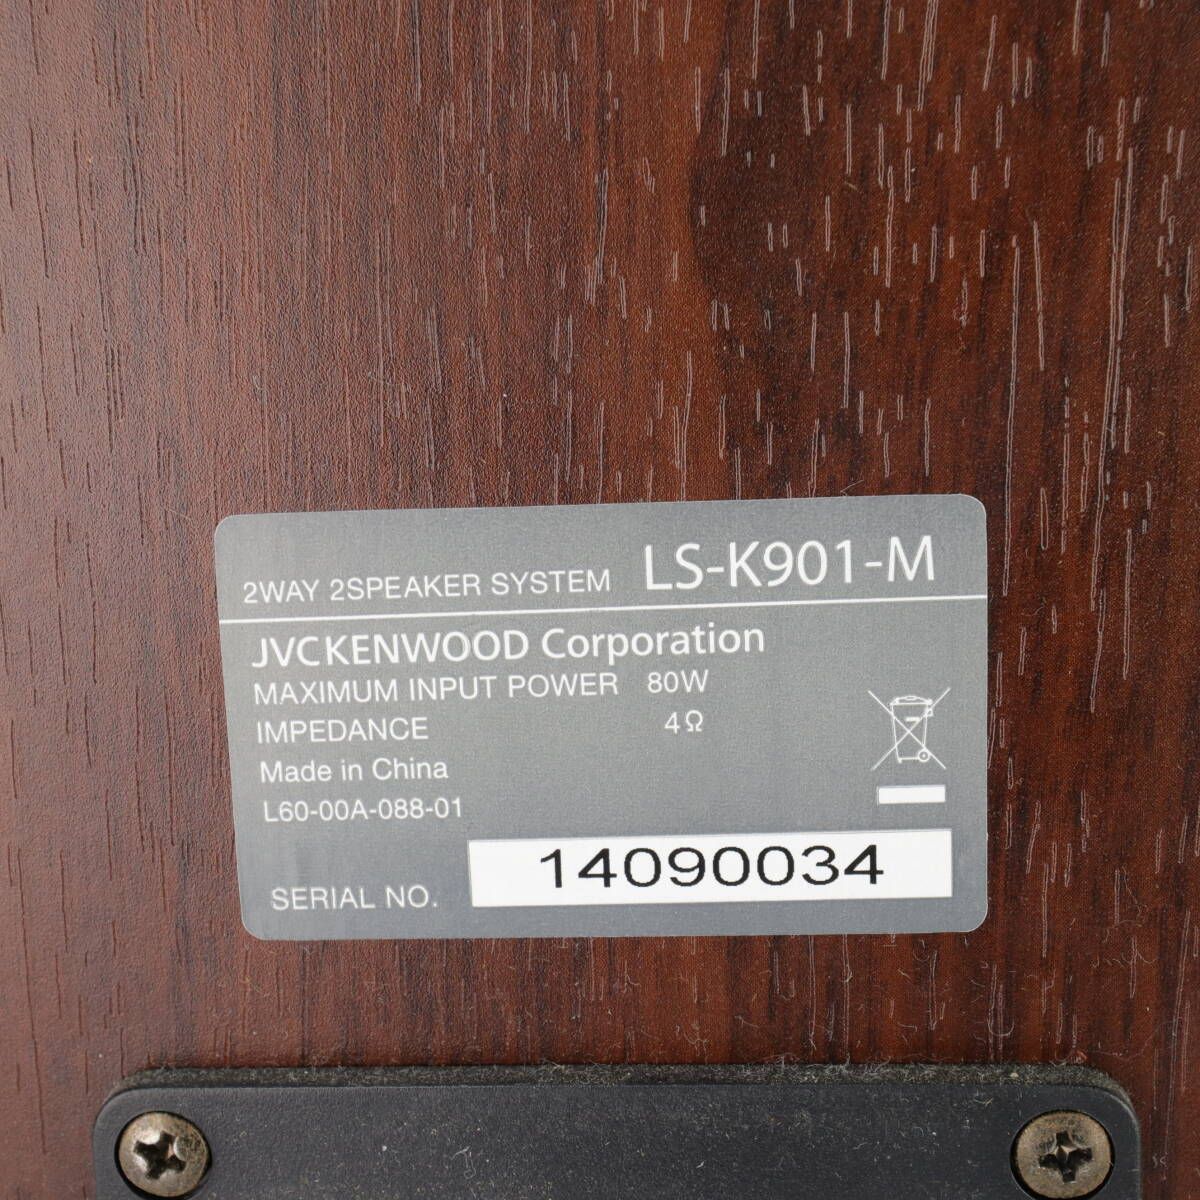 2WAY 2SPEAKER SYSTEM LS-K901-M
JVCKENWOOD Corporation
MAXIMUM INPUT POWER 80W
IMPEDANCE 4Ω
Made in China
L60-00A-088-01
SERIAL NO. 14090034